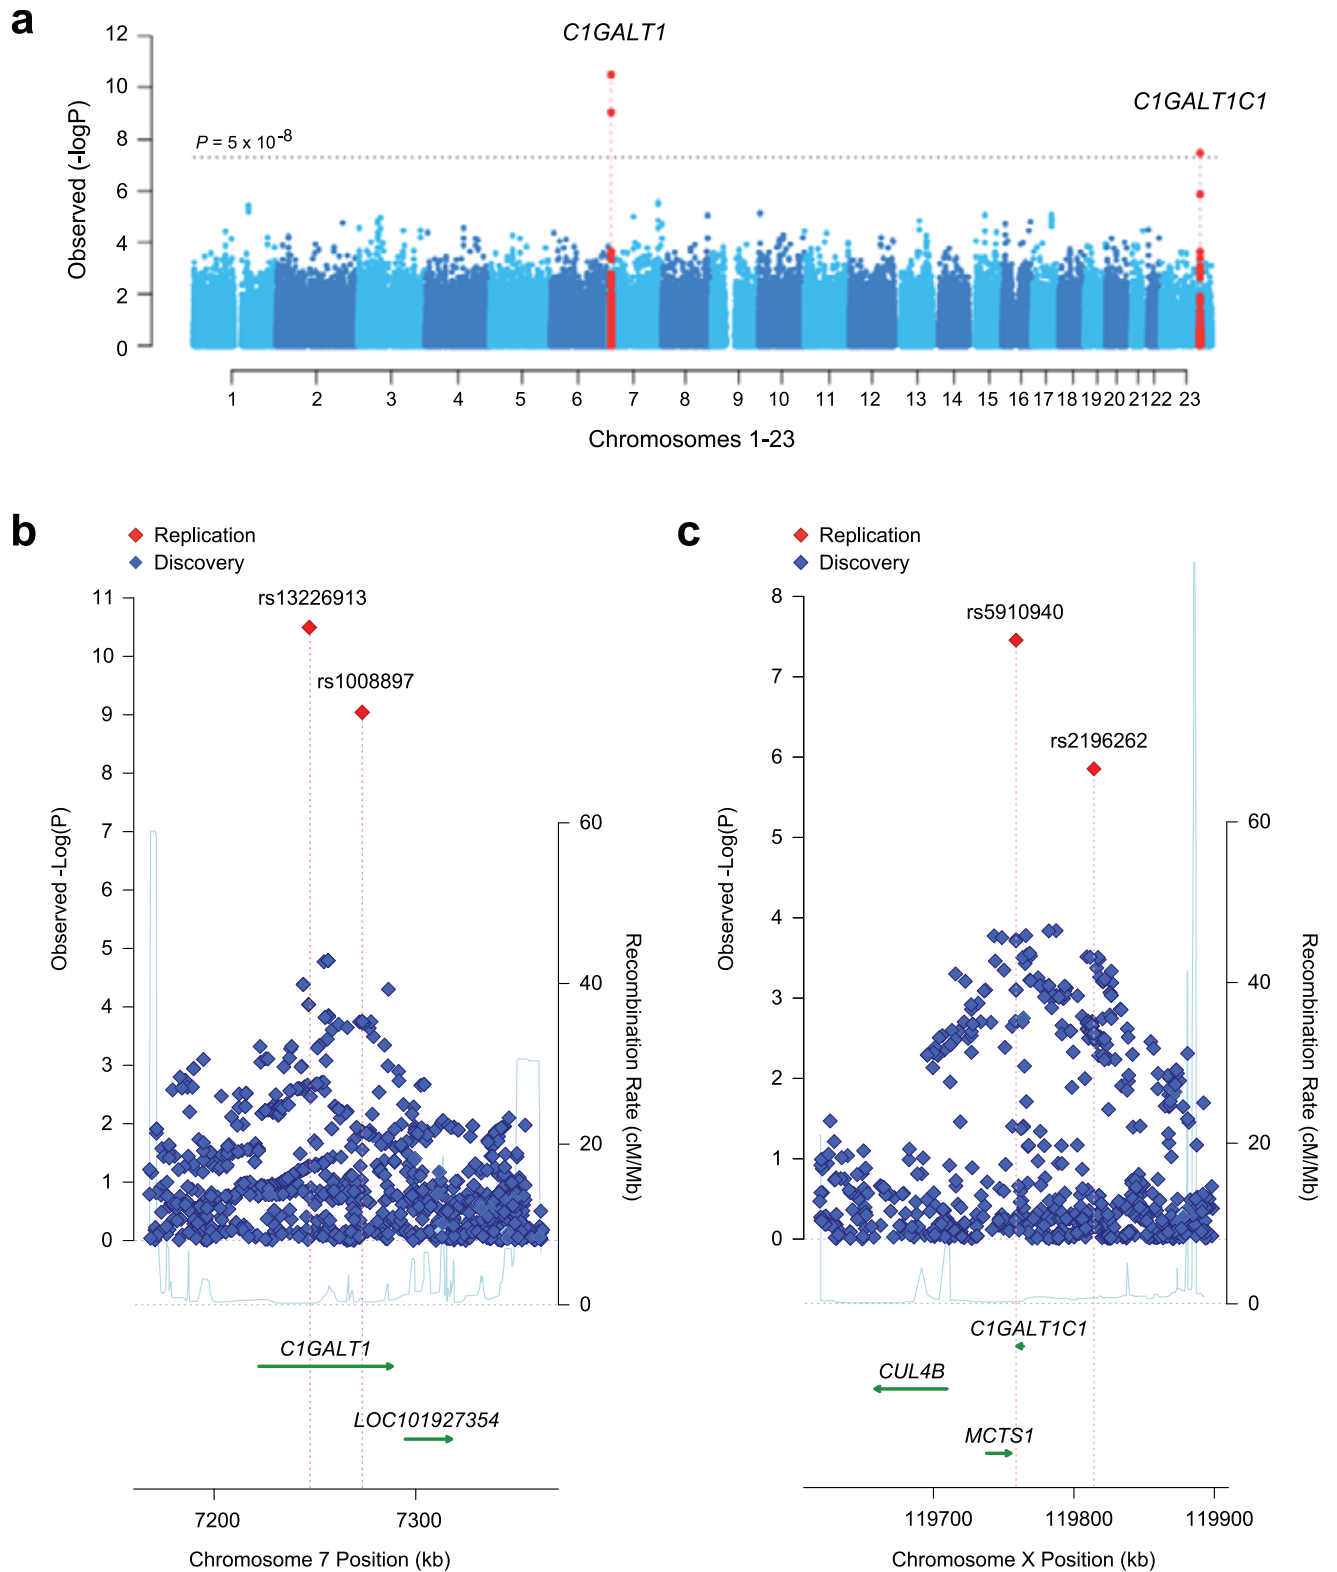 a
C1GALT1
C1GALT1C1
P = 5 x 10-8
Observed (-logP)
12
10
8
6
4
2
0
1 2 3 4 5 6 7 8 9 10 11 12 13 14 15 16 17 18 19 20 21 22 23
Chromosomes 1-23
b
Replication
Discovery
rs13226913
rs1008897
Observed -Log(P)
11
10
9
8
7
6
5
4
3
2
1
0
60
40
20
0
Recombination Rate (cM/Mb)
C1GALT1
LOC101927354
7200 7300
Chromosome 7 Position (kb)
c
Replication
Discovery
rs5910940
rs2196262
Observed -Log(P)
8
7
6
5
4
3
2
1
0
60
40
20
0
Recombination Rate (cM/Mb)
C1GALT1C1
CUL4B
MCTS1
119700 119800 119900
Chromosome X Position (kb)